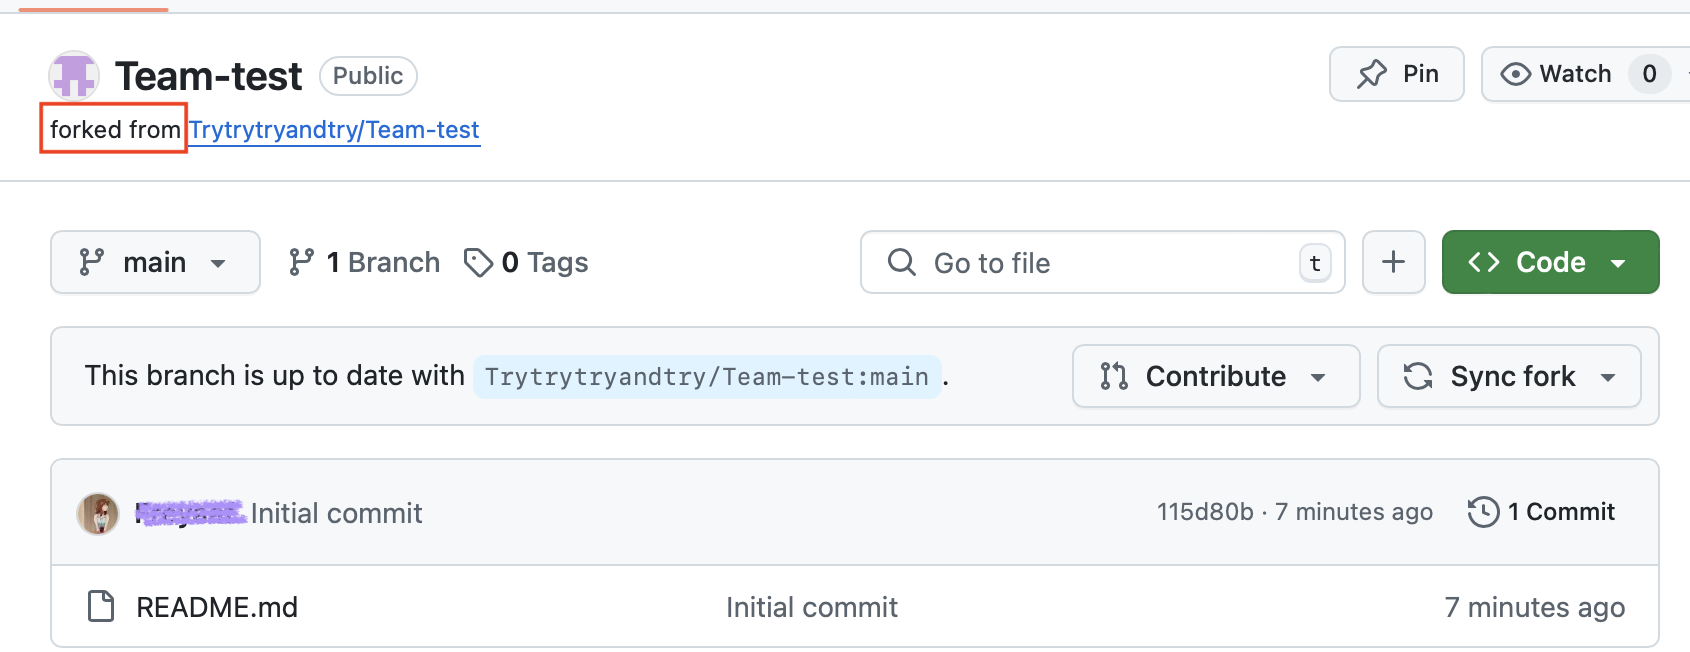 Team-test Public Pin Watch 0
forked from Trytrytryandtry/Team-test
main 1 Branch 0 Tags Go to file t + Code
This branch is up to date with Trytrytryandtry/Team-test:main . Contribute Sync fork
Initial commit 115d80b · 7 minutes ago 1 Commit
README.md Initial commit 7 minutes ago